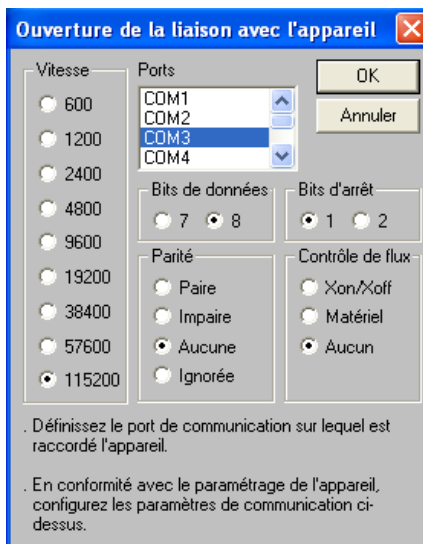 Ouverture de la liaison avec l'appareil
Vitesse
600
1200
2400
4800
9600
19200
38400
57600
115200
Ports
COM1
COM2
COM3
COM4
OK
Annuler
Bits de données
7 8
Bits d'arrêt
1 2
Parité
Paire
Impaire
Aucune
Ignorée
Contrôle de flux
Xon/Xoff
Matériel
Aucun
. Définissez le port de communication sur lequel est
raccordé l'appareil.
. En conformité avec le paramétrage de l'appareil,
configurez les paramètres de communication ci-
dessus.